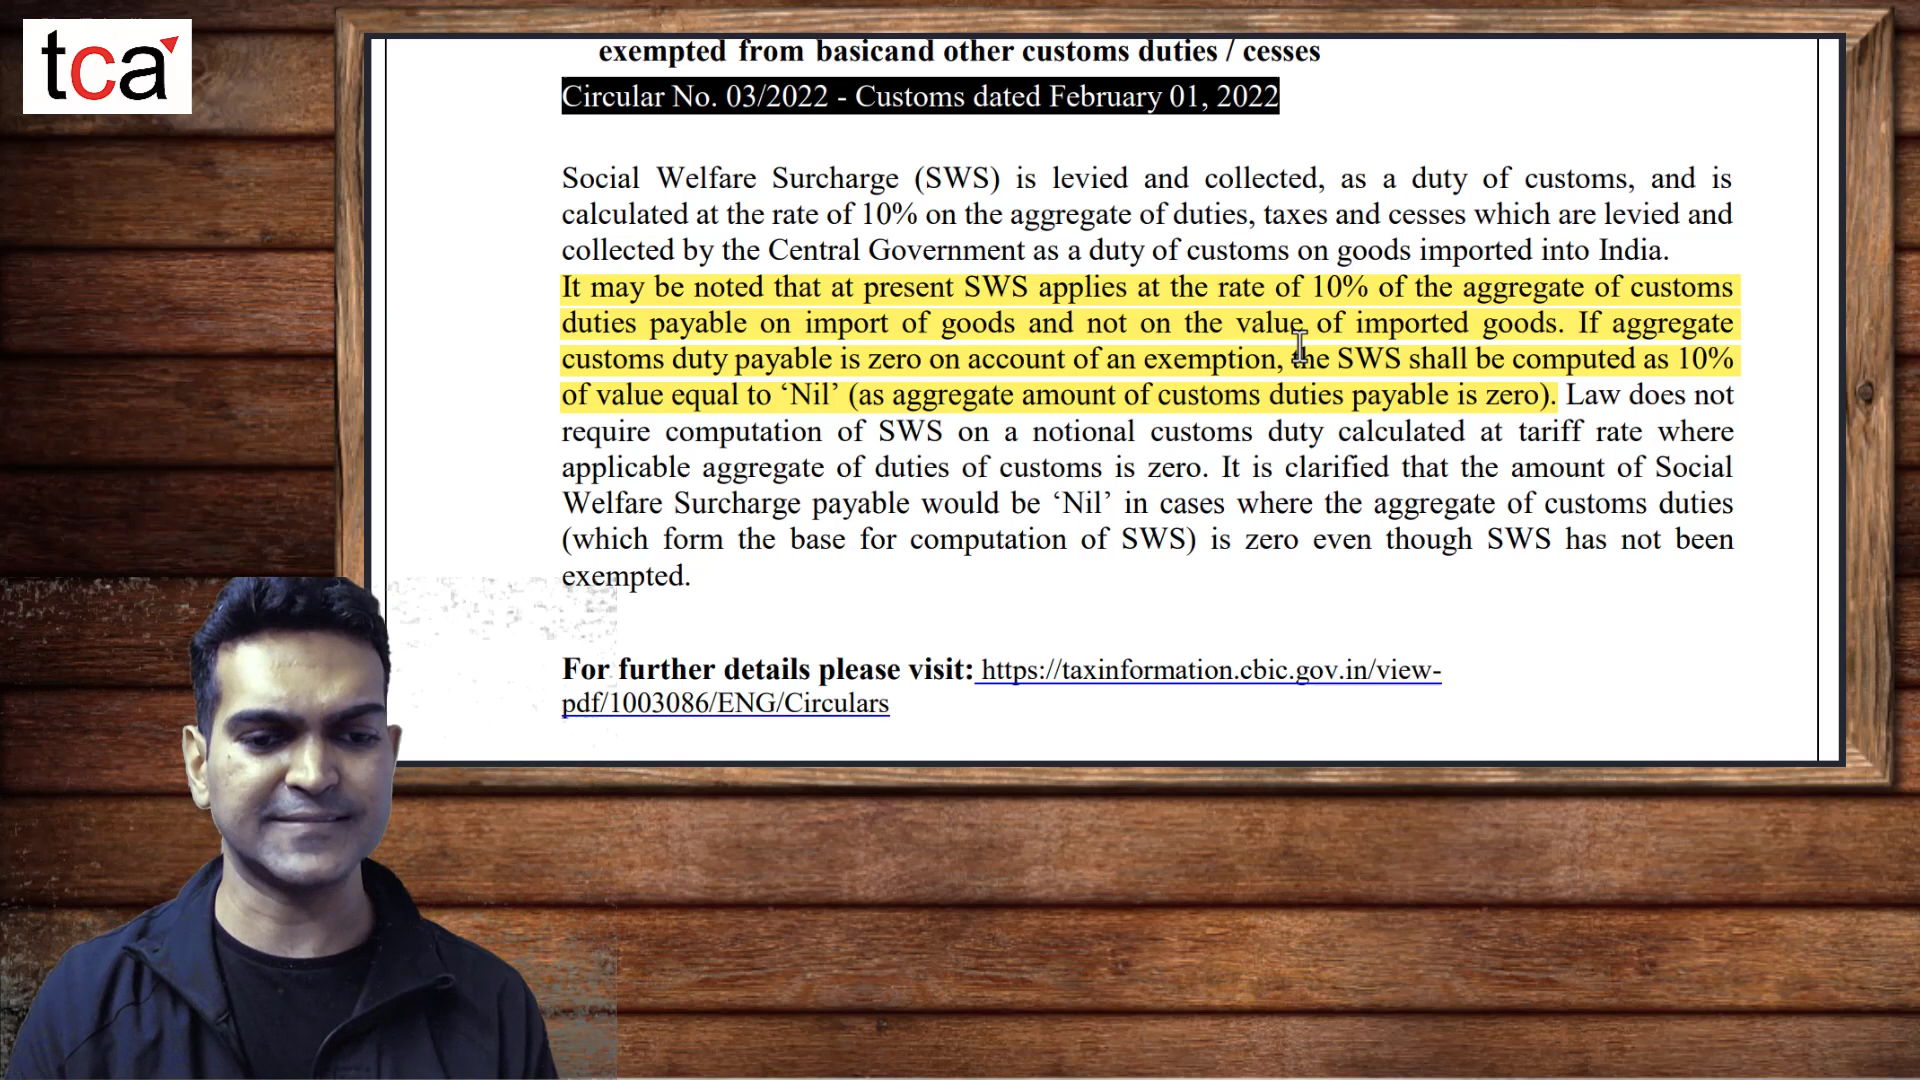 tca
exempted from basicand other customs duties / cesses
Circular No. 03/2022 - Customs dated February 01, 2022
Social Welfare Surcharge (SWS) is levied and collected, as a duty of customs, and is
calculated at the rate of 10% on the aggregate of duties, taxes and cesses which are levied and
collected by the Central Government as a duty of customs on goods imported into India.
It may be noted that at present SWS applies at the rate of 10% of the aggregate of customs
duties payable on import of goods and not on the value of imported goods. If aggregate
customs duty payable is zero on account of an exemption, the SWS shall be computed as 10%
of value equal to ‘Nil’ (as aggregate amount of customs duties payable is zero). Law does not
require computation of SWS on a notional customs duty calculated at tariff rate where
applicable aggregate of duties of customs is zero. It is clarified that the amount of Social
Welfare Surcharge payable would be ‘Nil’ in cases where the aggregate of customs duties
(which form the base for computation of SWS) is zero even though SWS has not been
exempted.
For further details please visit: https://taxinformation.cbic.gov.in/view-
pdf/1003086/ENG/Circulars